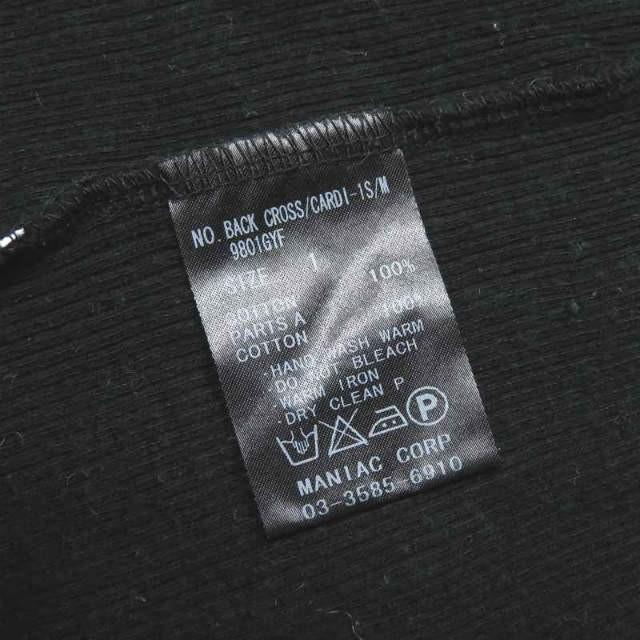 NO. BACK CROSS/CARDI-1S/M
9801GYF
SIZE 1
COTTON 100%
PARTS A
COTTON 100%
.HAND WASH WARM
DO NOT BLEACH
.WARM IRON
.DRY CLEAN P
P
MANIAC CORP
03-3585-6910